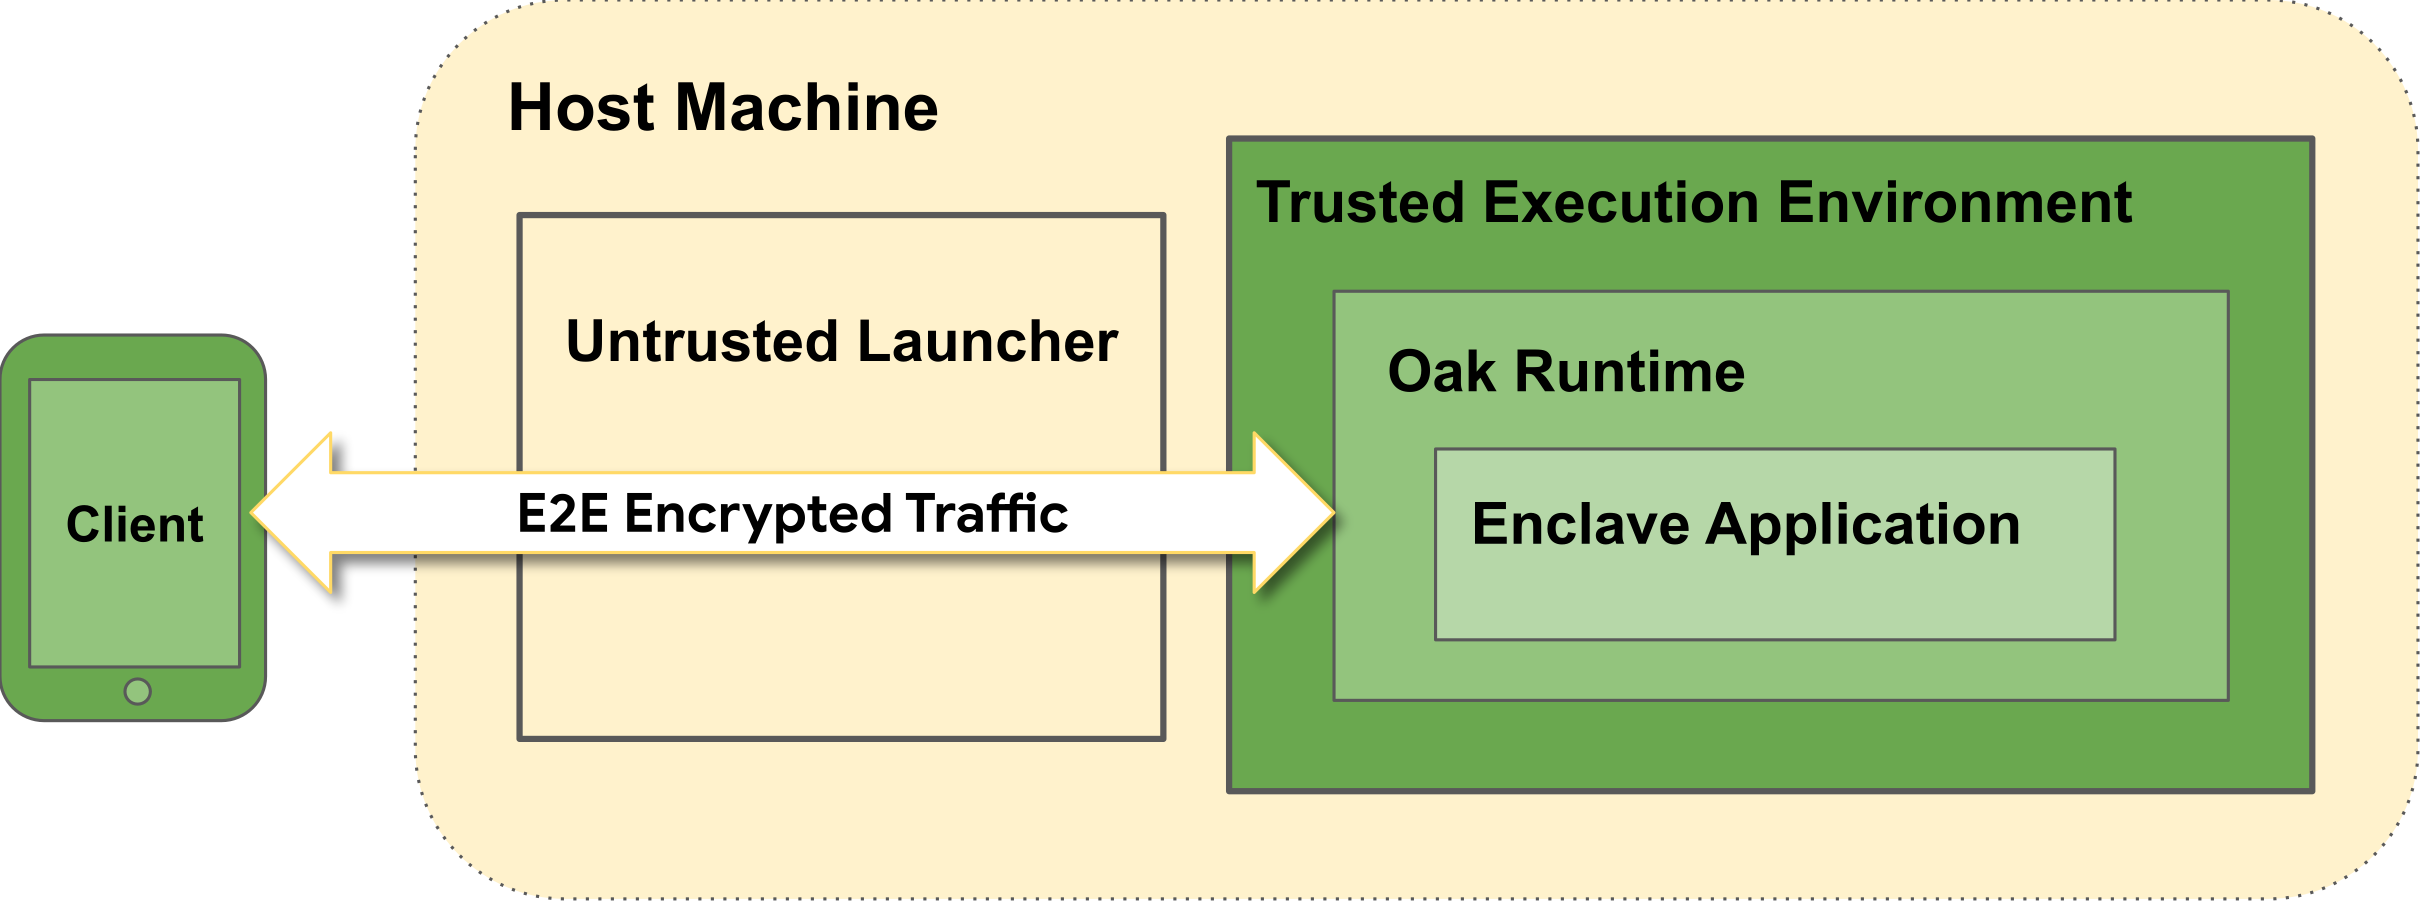 Host Machine
Trusted Execution Environment
Untrusted Launcher
Oak Runtime
Client
E2E Encrypted Traffic
Enclave Application